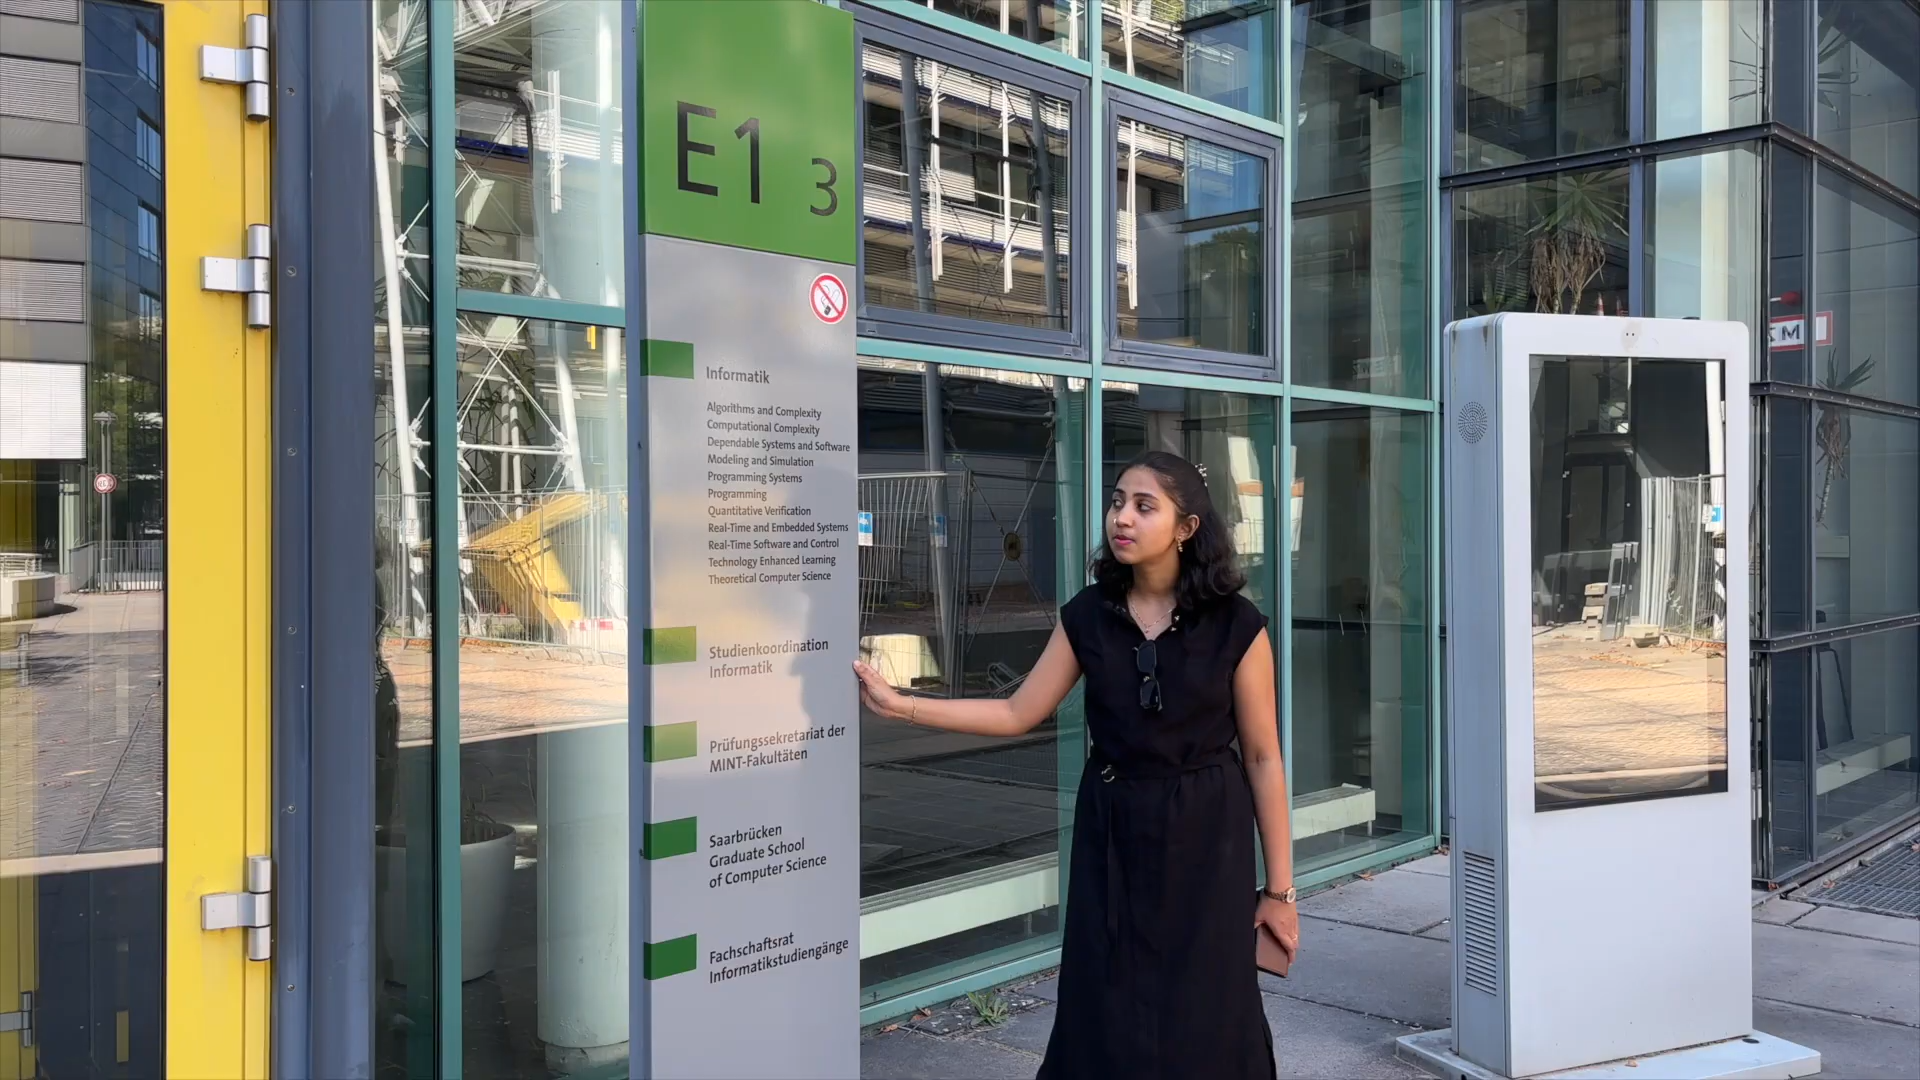 E1 3
Informatik
Algorithms and Complexity
Computational Complexity
Dependable Systems and Software
Modeling and Simulation
Programming Systems
Programming
Quantitative Verification
Real-Time and Embedded Systems
Real-Time Software and Control
Technology Enhanced Learning
Theoretical Computer Science
Studienkoordination
Informatik
Prüfungssekretariat der
MINT-Fakultäten
Saarbrücken
Graduate School
of Computer Science
Fachschaftsrat
Informatikstudiengänge